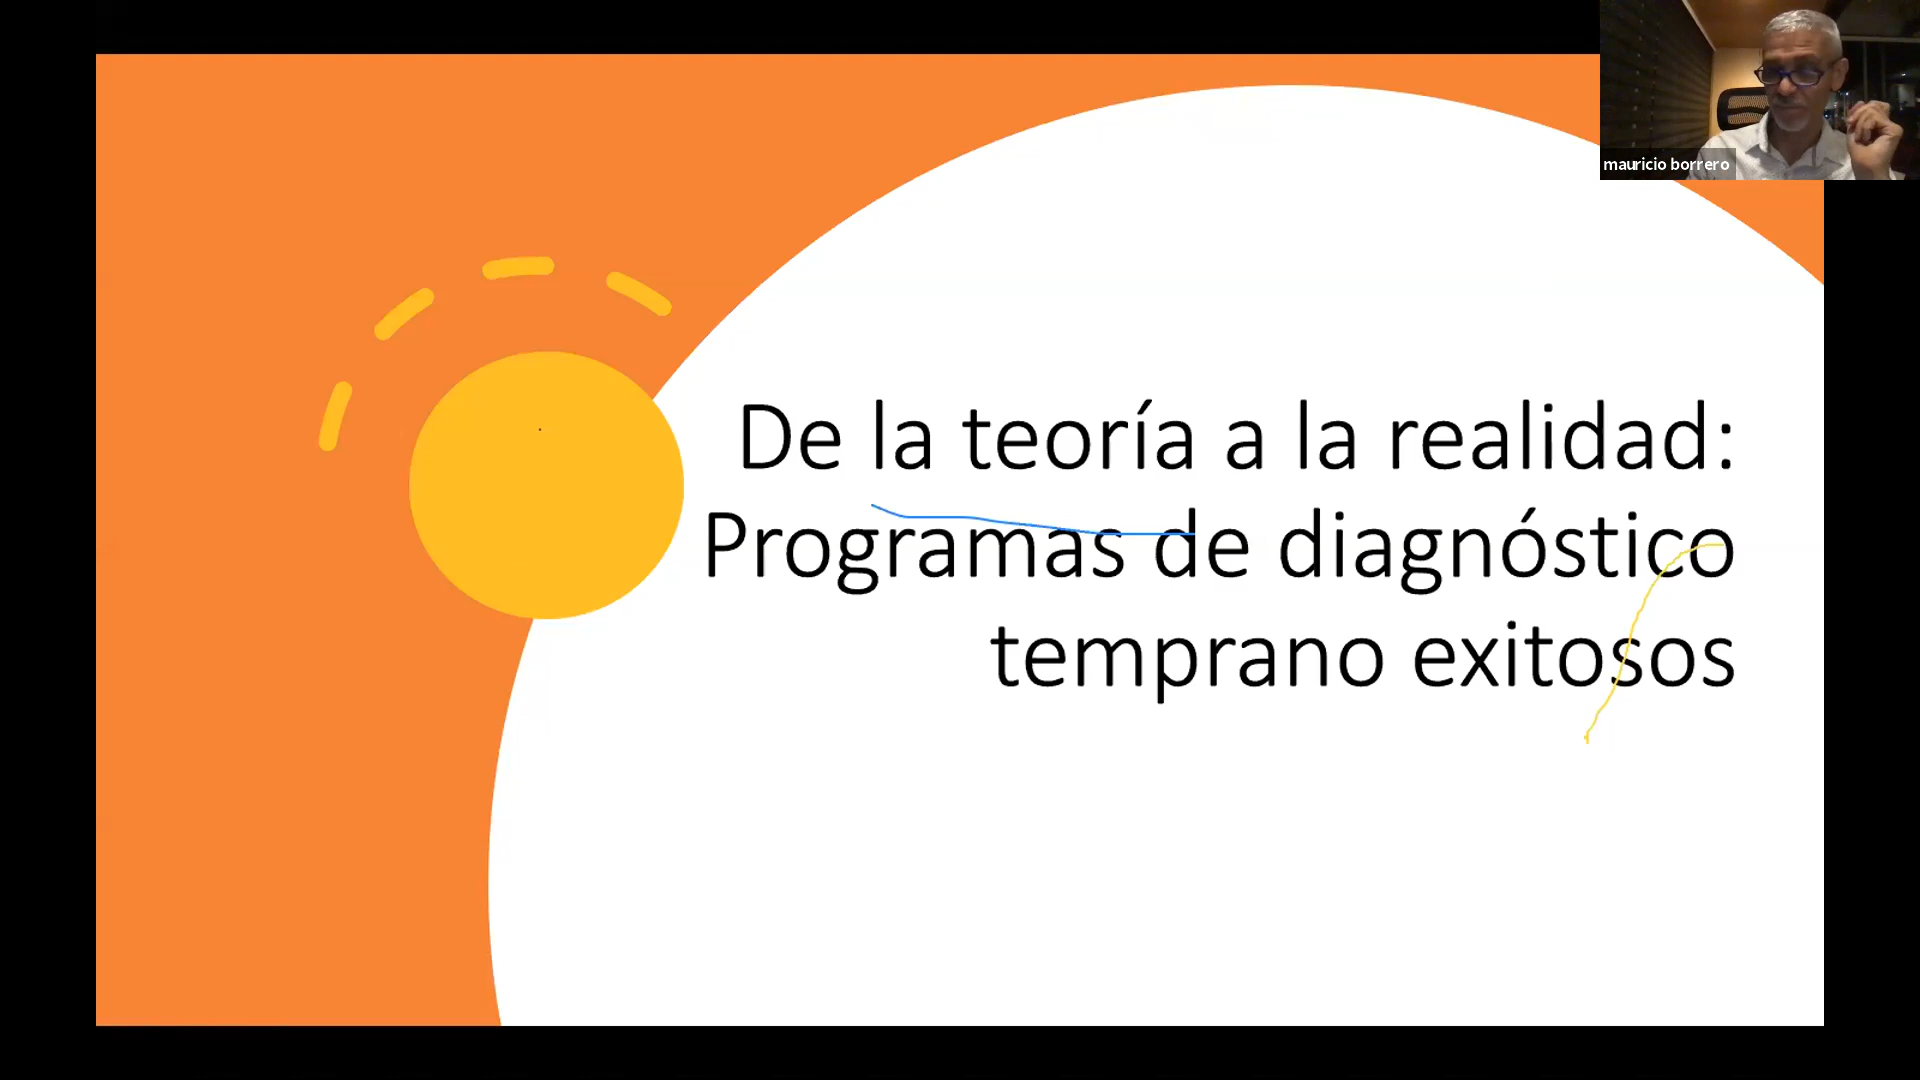 mauricio borrero
De la teoría a la realidad:
Programas de diagnóstico
temprano exitosos